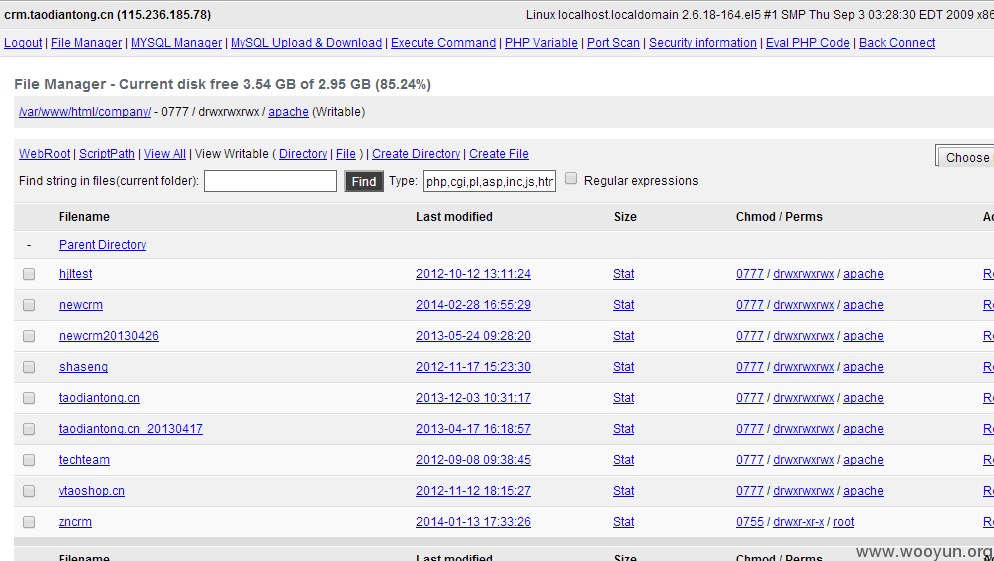 crm.taodiantong.cn (115.236.185.78) Linux localhost.localdomain 2.6.18-164.el5 #1 SMP Thu Sep 3 03:28:30 EDT 2009 x86
Logout | File Manager | MYSQL Manager | MySQL Upload & Download | Execute Command | PHP Variable | Port Scan | Security information | Eval PHP Code | Back Connect
File Manager - Current disk free 3.54 GB of 2.95 GB (85.24%)
/var/www/html/company/ - 0777 / drwxrwxrwx / apache (Writable)
WebRoot | ScriptPath | View All | View Writable ( Directory | File ) | Create Directory | Create File Choose
Find string in files(current folder): Find Type: php,cgi,pl,asp,inc,js,htr Regular expressions
Filename Last modified Size Chmod / Perms Ac
- Parent Directory
hjltest 2012-10-12 13:11:24 Stat 0777 / drwxrwxrwx / apache Re
newcrm 2014-02-28 16:55:29 Stat 0777 / drwxrwxrwx / apache Re
newcrm20130426 2013-05-24 09:28:20 Stat 0777 / drwxrwxrwx / apache Re
shaseng 2012-11-17 15:23:30 Stat 0777 / drwxrwxrwx / apache Re
taodiantong.cn 2013-12-03 10:31:17 Stat 0777 / drwxrwxrwx / apache Re
taodiantong.cn_20130417 2013-04-17 16:18:57 Stat 0777 / drwxrwxrwx / apache Re
techteam 2012-09-08 09:38:45 Stat 0777 / drwxrwxrwx / apache Re
vtaoshop.cn 2012-11-12 18:15:27 Stat 0777 / drwxrwxrwx / apache Re
zncrm 2014-01-13 17:33:26 Stat 0755 / drwxr-xr-x / root Re
Filename Last modified Size Chmod / Perms
www.wooyun.org